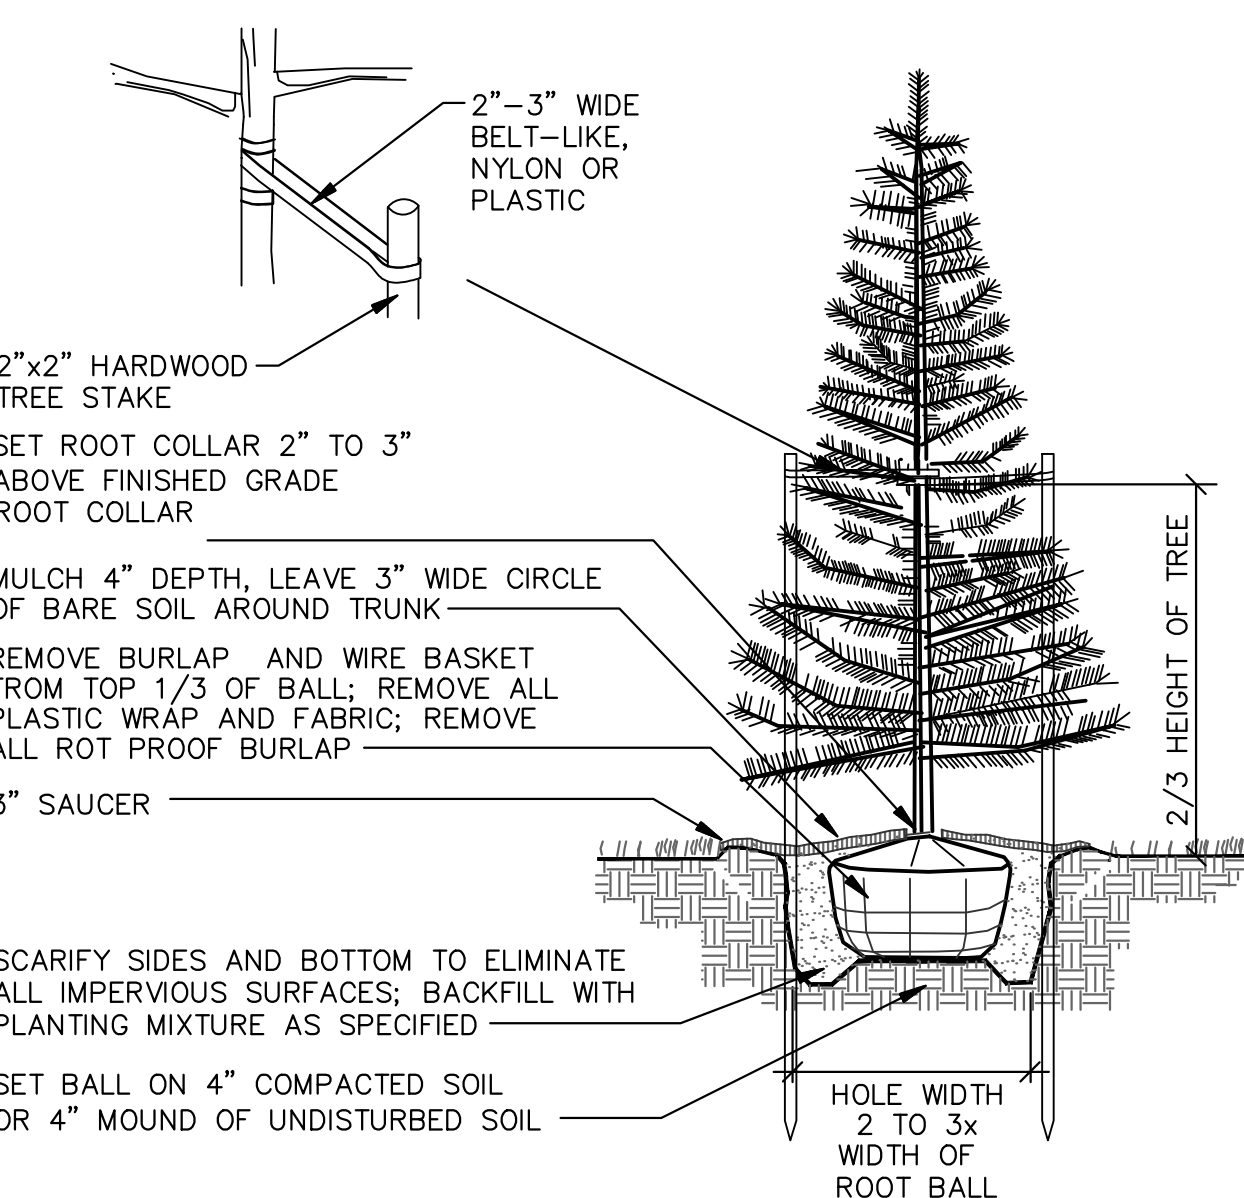 2”–3” WIDE
BELT–LIKE,
NYLON OR
PLASTIC
2”x2” HARDWOOD
TREE STAKE
SET ROOT COLLAR 2” TO 3”
ABOVE FINISHED GRADE
ROOT COLLAR
MULCH 4” DEPTH, LEAVE 3” WIDE CIRCLE
OF BARE SOIL AROUND TRUNK
REMOVE BURLAP AND WIRE BASKET
FROM TOP 1/3 OF BALL; REMOVE ALL
PLASTIC WRAP AND FABRIC; REMOVE
ALL ROT PROOF BURLAP
3” SAUCER
SCARIFY SIDES AND BOTTOM TO ELIMINATE
ALL IMPERVIOUS SURFACES; BACKFILL WITH
PLANTING MIXTURE AS SPECIFIED
SET BALL ON 4” COMPACTED SOIL
OR 4” MOUND OF UNDISTURBED SOIL
2/3 HEIGHT OF TREE
HOLE WIDTH
2 TO 3x
WIDTH OF
ROOT BALL